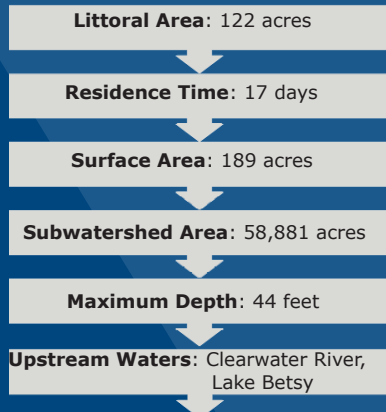 Littoral Area: 122 acres
Residence Time: 17 days
Surface Area: 189 acres
Subwatershed Area: 58,881 acres
Maximum Depth: 44 feet
Upstream Waters: Clearwater River,
Lake Betsy